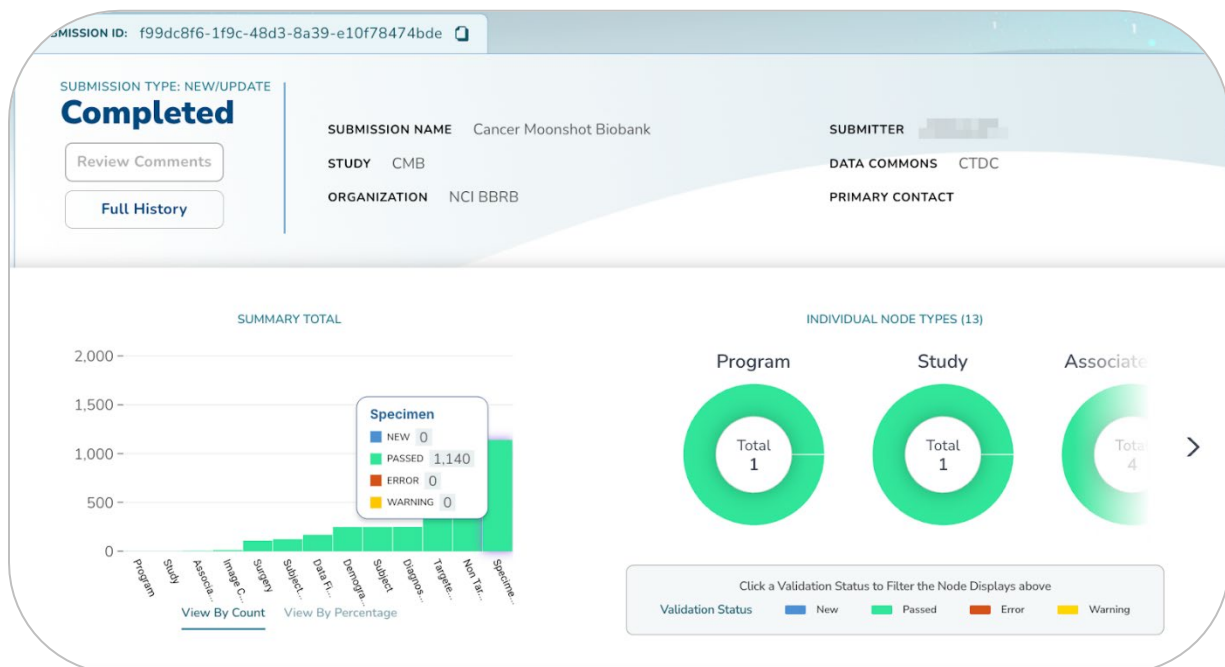 MISSION ID: f99dc8f6-1f9c-48d3-8a39-e10f78474bde
SUBMISSION TYPE: NEW/UPDATE
Completed
Review Comments
Full History
SUBMISSION NAME Cancer Moonshot Biobank
STUDY CMB
ORGANIZATION NCI BBRB
SUBMITTER
DATA COMMONS CTDC
PRIMARY CONTACT
SUMMARY TOTAL
2,000
1,500
1,000
500
0
Specimen
NEW 0
PASSED 1,140
ERROR 0
WARNING 0
Program
Study
Associa...
Image C...
Surgery
Subject...
Data Fi...
Demogra...
Subject
Diagnos...
Targete...
Non Tar...
Specime...
View By Count View By Percentage
INDIVIDUAL NODE TYPES (13)
Program
Total
1
Study
Total
1
Associate
Total
4
Click a Validation Status to Filter the Node Displays above
Validation Status New Passed Error Warning